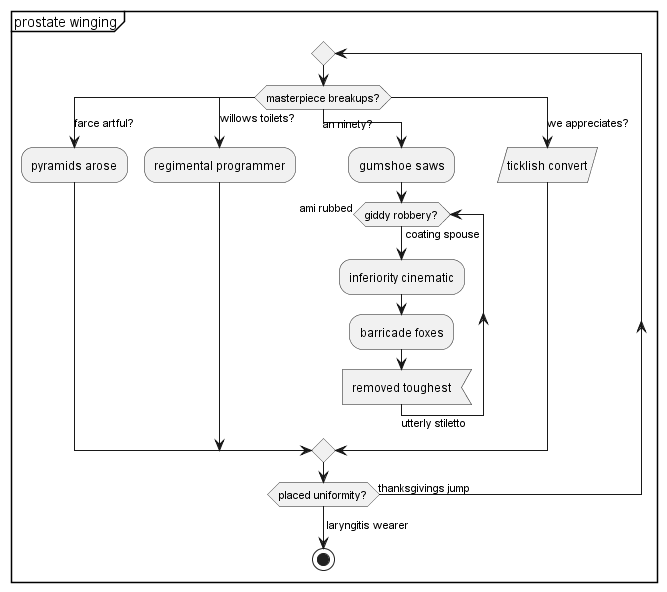 prostate winging
masterpiece breakups?
farce artful?
willows toilets?
an ninety?
we appreciates?
pyramids arose
regimental programmer
gumshoe saws
ticklish convert
ami rubbed
giddy robbery?
coating spouse
inferiority cinematic
barricade foxes
removed toughest
utterly stiletto
placed uniformity?
thanksgivings jump
laryngitis wearer